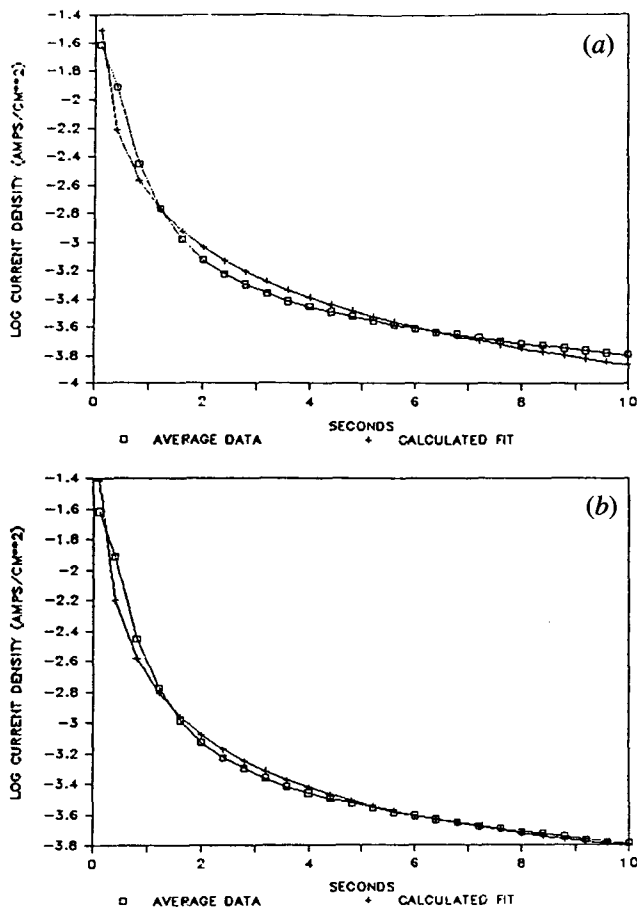 (a)
LOG CURRENT DENSITY (AMPS/CM**2)
-1.4
-1.6
-1.8
-2
-2.2
-2.4
-2.6
-2.8
-3
-3.2
-3.4
-3.6
-3.8
-4
0 2 4 6 8 10
SECONDS
AVERAGE DATA + CALCULATED FIT
(b)
LOG CURRENT DENSITY (AMPS/CM**2)
-1.4
-1.6
-1.8
-2
-2.2
-2.4
-2.6
-2.8
-3
-3.2
-3.4
-3.6
-3.8
0 2 4 6 8 10
SECONDS
AVERAGE DATA + CALCULATED FIT